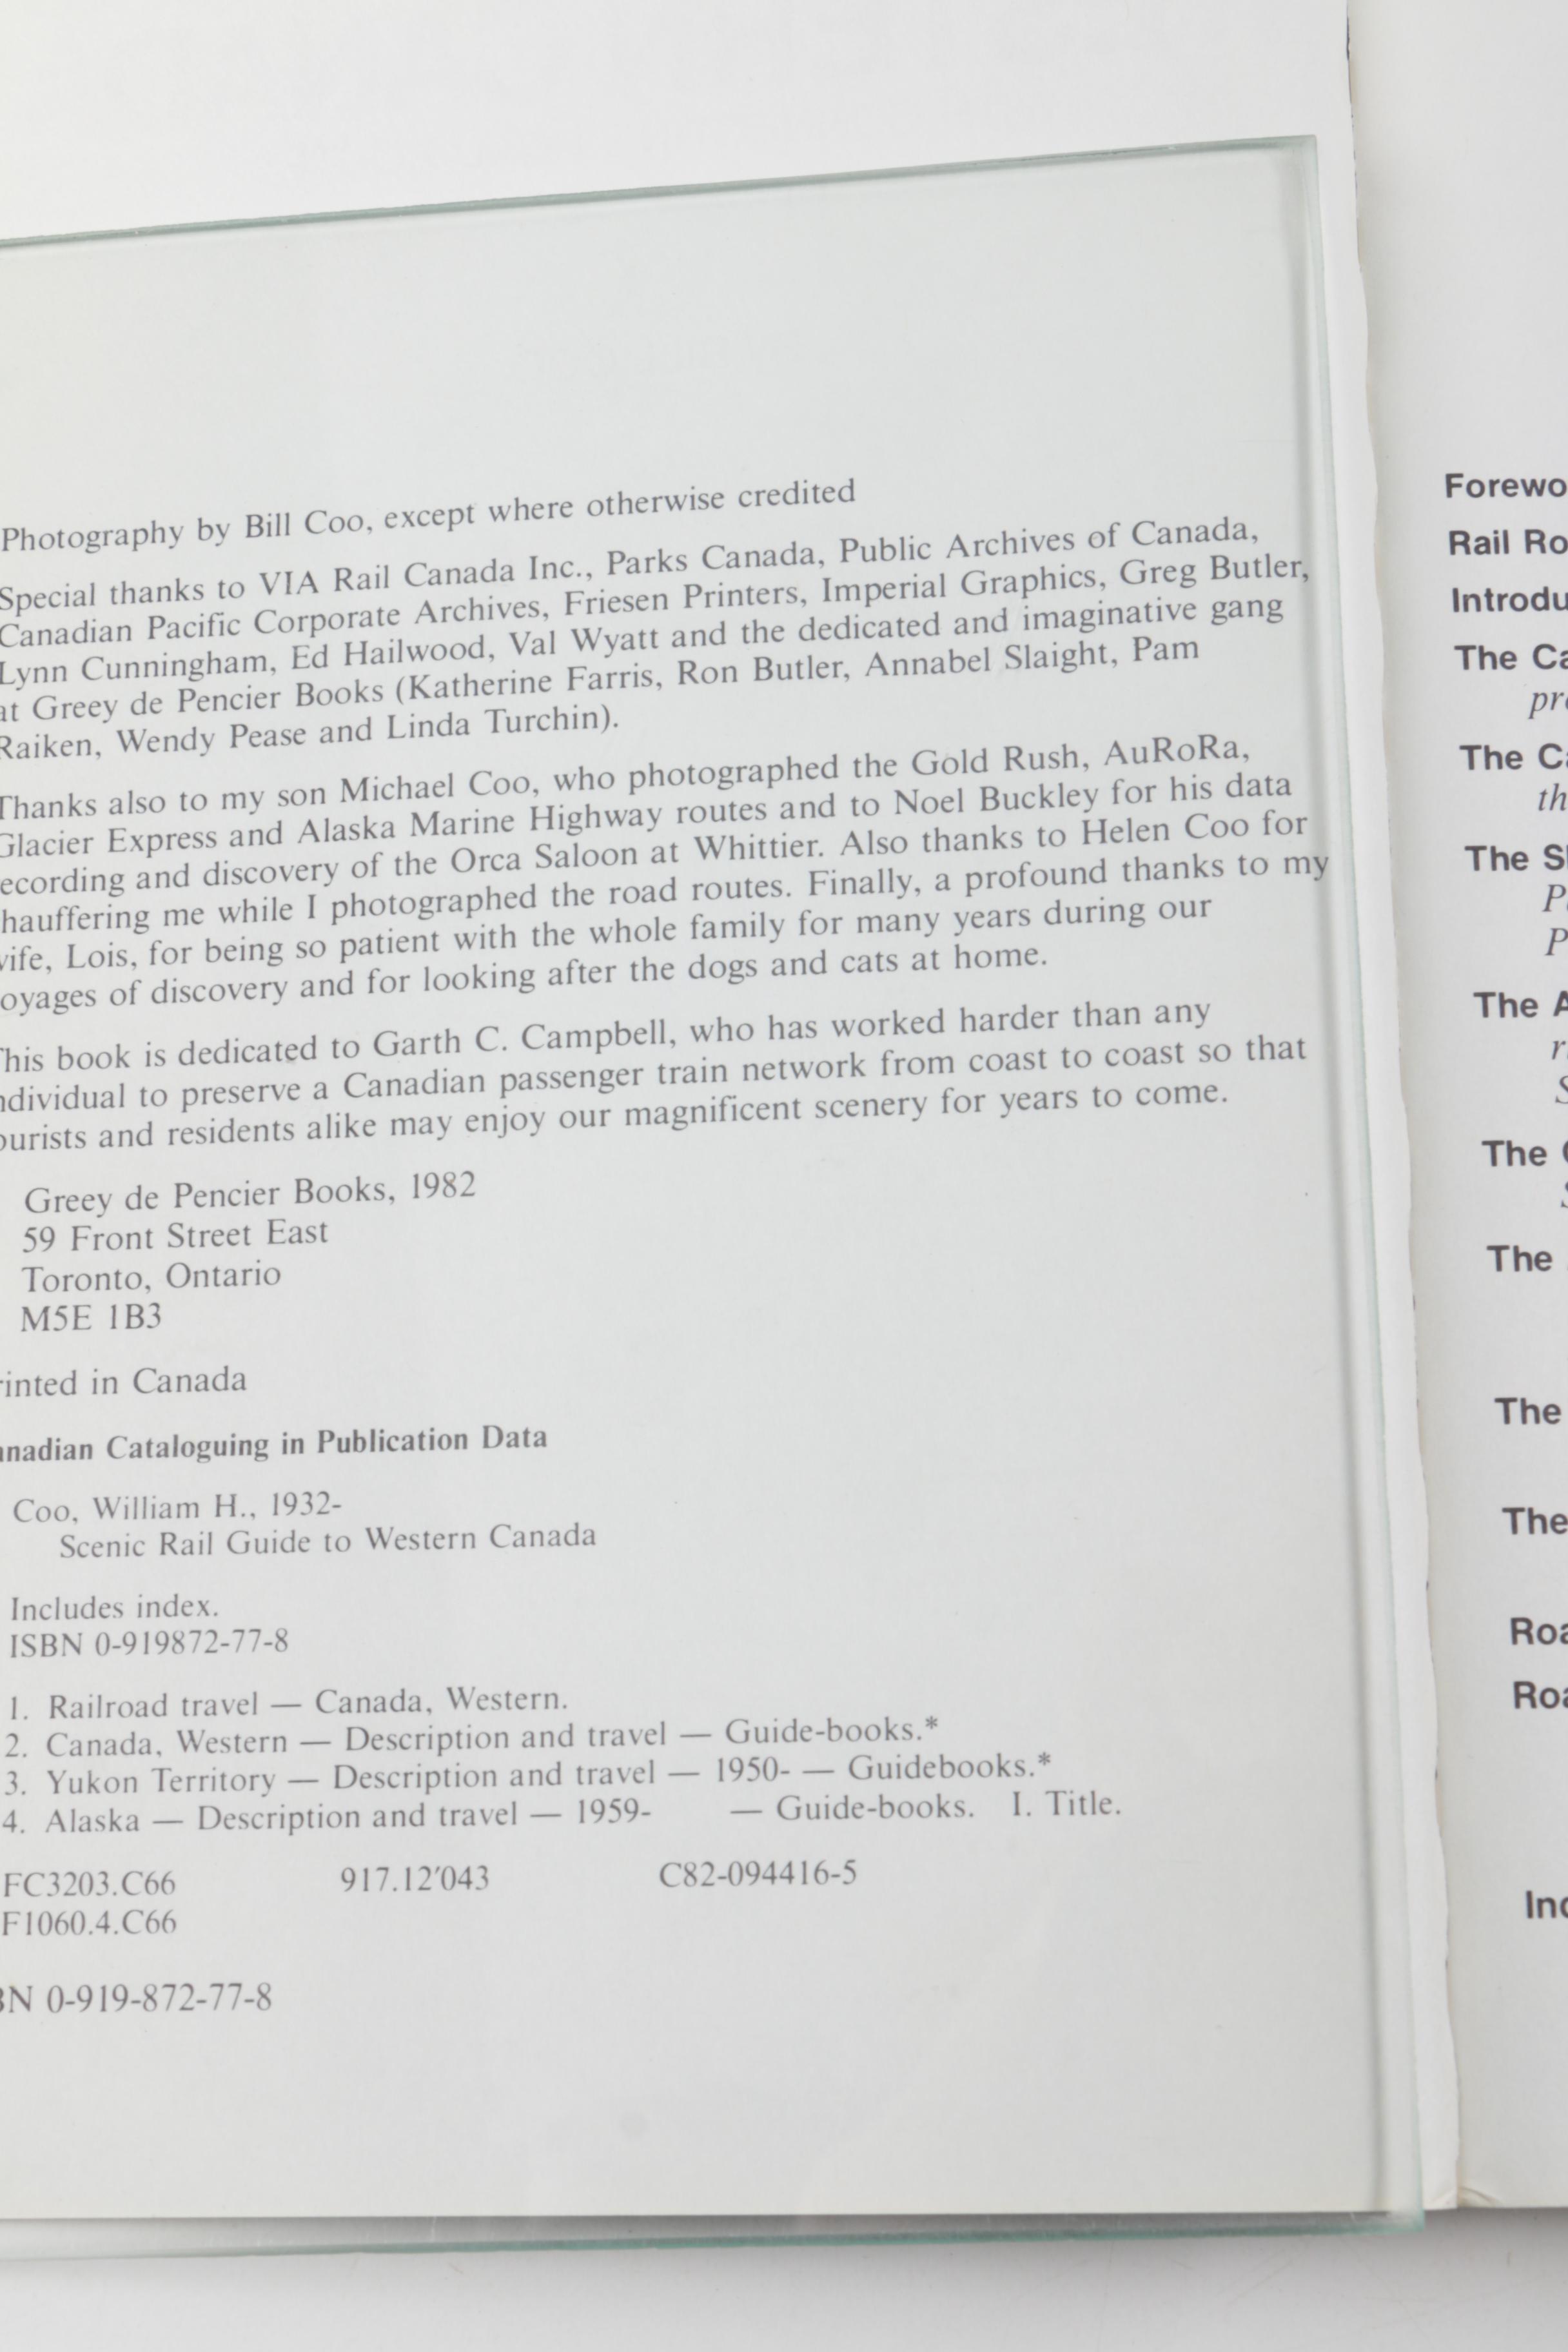 Photography by Bill Coo, except where otherwise credited
Special thanks to VIA Rail Canada Inc., Parks Canada, Public Archives of Canada,
Canadian Pacific Corporate Archives, Friesen Printers, Imperial Graphics, Greg Butler,
Lynn Cunningham, Ed Hailwood, Val Wyatt and the dedicated and imaginative gang
at Greey de Pencier Books (Katherine Farris, Ron Butler, Annabel Slaight, Pam
Raiken, Wendy Pease and Linda Turchin).
Thanks also to my son Michael Coo, who photographed the Gold Rush, AuRoRa,
Glacier Express and Alaska Marine Highway routes and to Noel Buckley for his data
ecording and discovery of the Orca Saloon at Whittier. Also thanks to Helen Coo for
hauffering me while I photographed the road routes. Finally, a profound thanks to my
wife, Lois, for being so patient with the whole family for many years during our
oyages of discovery and for looking after the dogs and cats at home.
This book is dedicated to Garth C. Campbell, who has worked harder than any
ndividual to preserve a Canadian passenger train network from coast to coast so that
ourists and residents alike may enjoy our magnificent scenery for years to come.
Greey de Pencier Books, 1982
59 Front Street East
Toronto, Ontario
M5E 1B3
rinted in Canada
anadian Cataloguing in Publication Data
Coo, William H., 1932-
Scenic Rail Guide to Western Canada
Includes index.
ISBN 0-919872-77-8
1. Railroad travel — Canada, Western.
2. Canada, Western — Description and travel — Guide-books.*
3. Yukon Territory — Description and travel — 1950- — Guidebooks.*
4. Alaska — Description and travel — 1959- — Guide-books. I. Title.
FC3203.C66 917.12'043 C82-094416-5
F1060.4.C66
BN 0-919-872-77-8
Forewo
Rail Ro
Introdu
The Ca
pr
The Ca
th
The S
P
P
The A
r
S
The
S
The
The
The
Roa
Roa
Ind